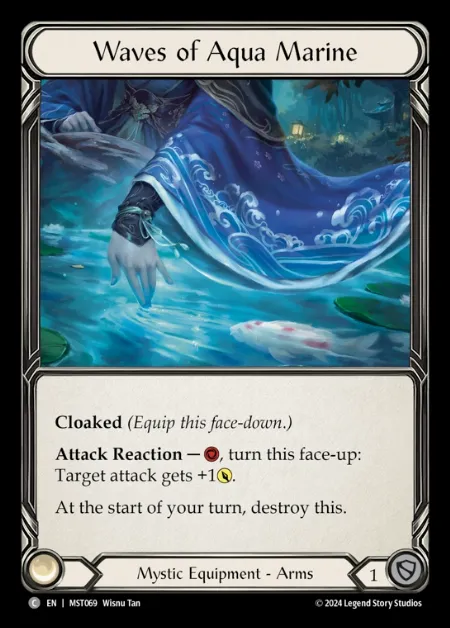 Waves of Aqua Marine
Cloaked (Equip this face-down.)
Attack Reaction — , turn this face-up:
Target attack gets +1 .
At the start of your turn, destroy this.
Mystic Equipment - Arms
1
C EN | MST069 Wisnu Tan
© 2024 Legend Story Studios